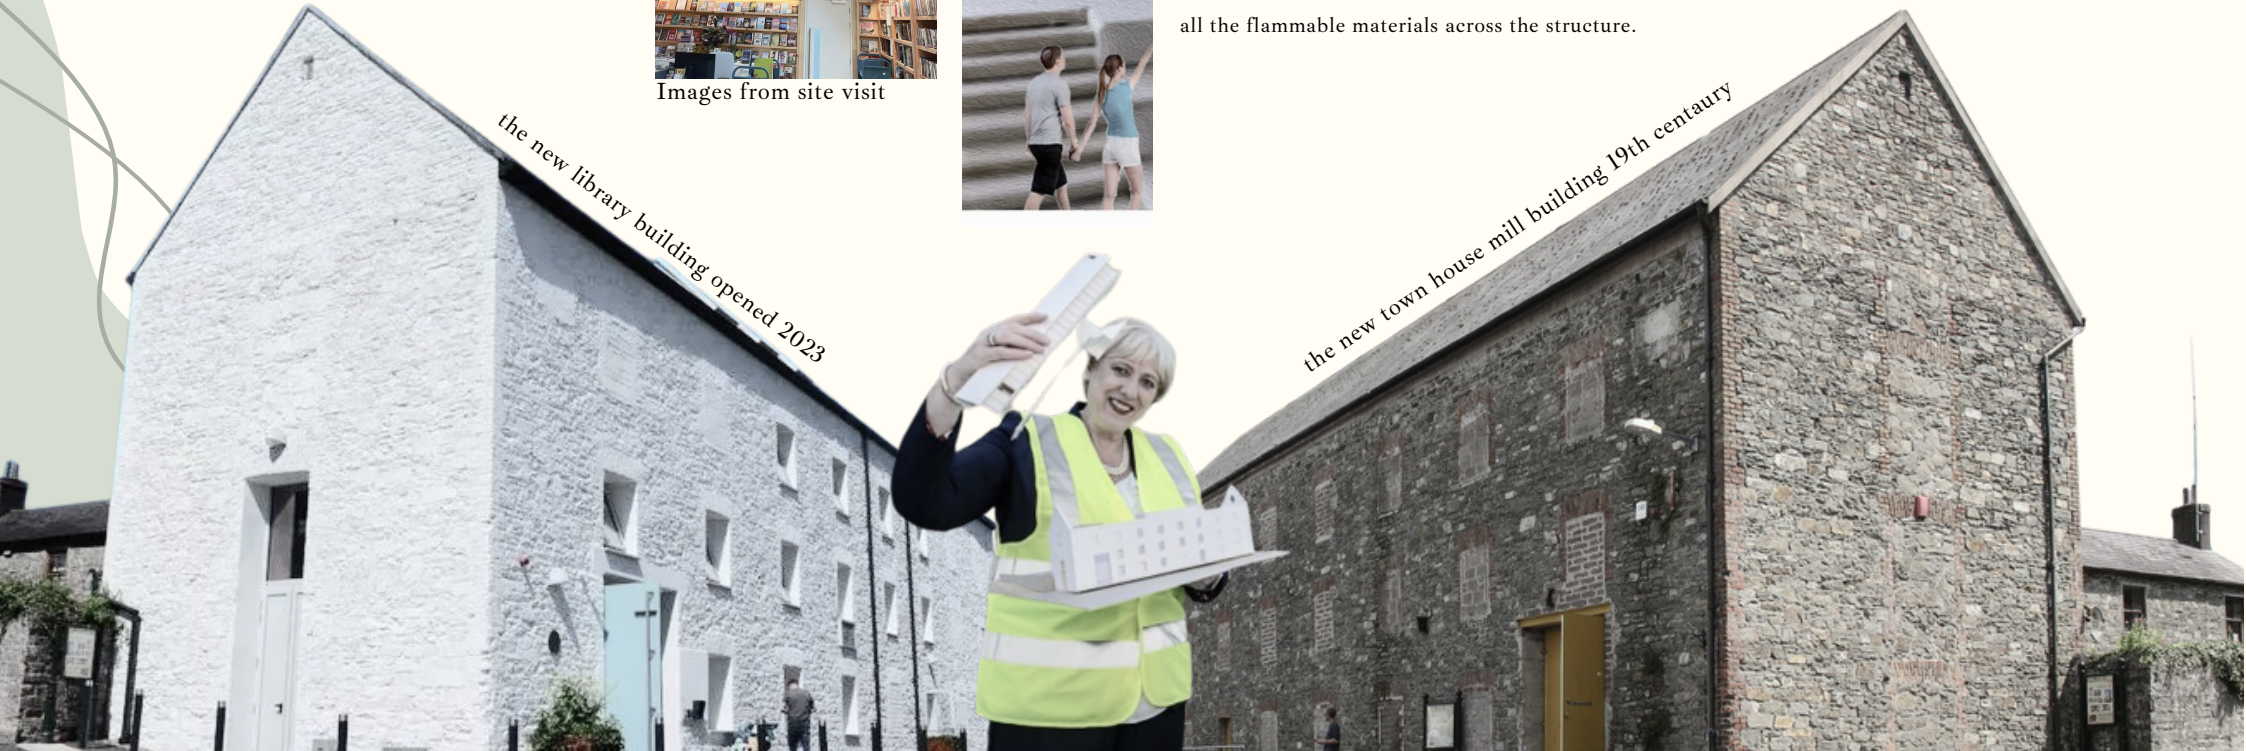 all the flammable materials across the structure.
Images from site visit
the new library building opened 2023
the new town house mill building 19th centaury